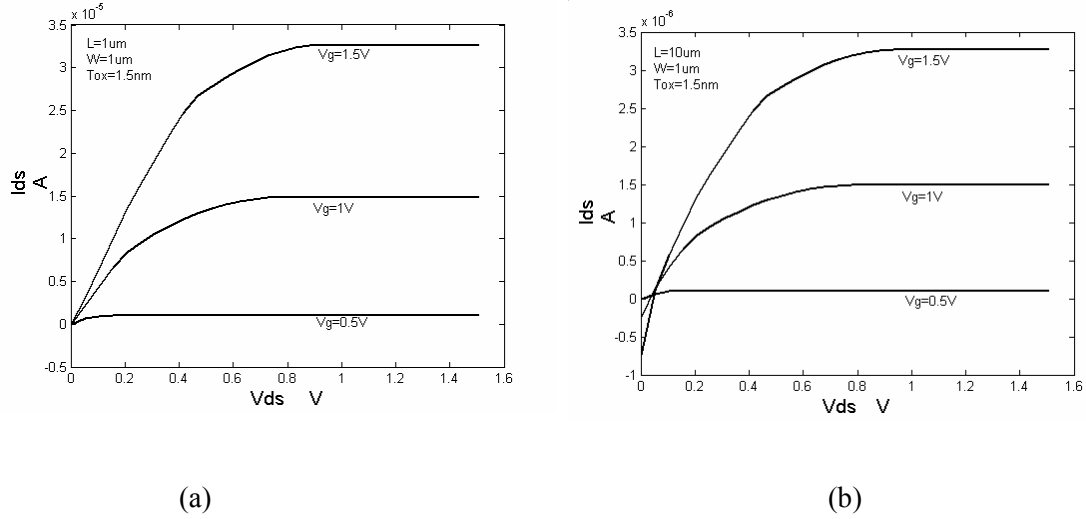 x 10⁻⁵
3.5
3
2.5
2
1.5
1
0.5
0
-0.5
L=1um
W=1um
Tox=1.5nm
Vg=1.5V
Vg=1V
Vg=0.5V
Ids
A
0 0.2 0.4 0.6 0.8 1 1.2 1.4 1.6
Vds V
(a)
x 10⁻⁶
3.5
3
2.5
2
1.5
1
0.5
0
-0.5
-1
L=10um
W=1um
Tox=1.5nm
Vg=1.5V
Vg=1V
Vg=0.5V
Ids
A
0 0.2 0.4 0.6 0.8 1 1.2 1.4 1.6
Vds V
(b)